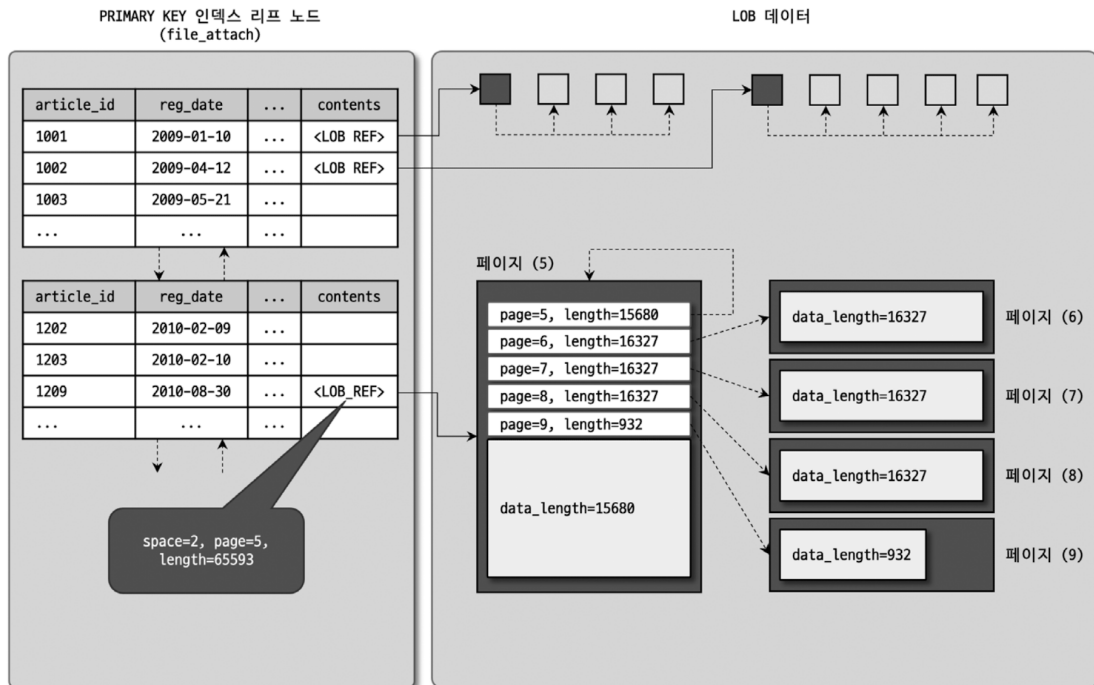 PRIMARY KEY 인덱스 리프 노드
(file_attach)
LOB 데이터
article_id reg_date ... contents
1001 2009-01-10 ... <LOB REF>
1002 2009-04-12 ... <LOB REF>
1003 2009-05-21 ...
... ... ...
article_id reg_date ... contents
1202 2010-02-09 ...
1203 2010-02-10 ...
1209 2010-08-30 ... <LOB_REF>
... ... ...
space=2, page=5,
length=65593
페이지 (5)
page=5, length=15680
page=6, length=16327
page=7, length=16327
page=8, length=16327
page=9, length=932
data_length=15680
data_length=16327 페이지 (6)
data_length=16327 페이지 (7)
data_length=16327 페이지 (8)
data_length=932 페이지 (9)